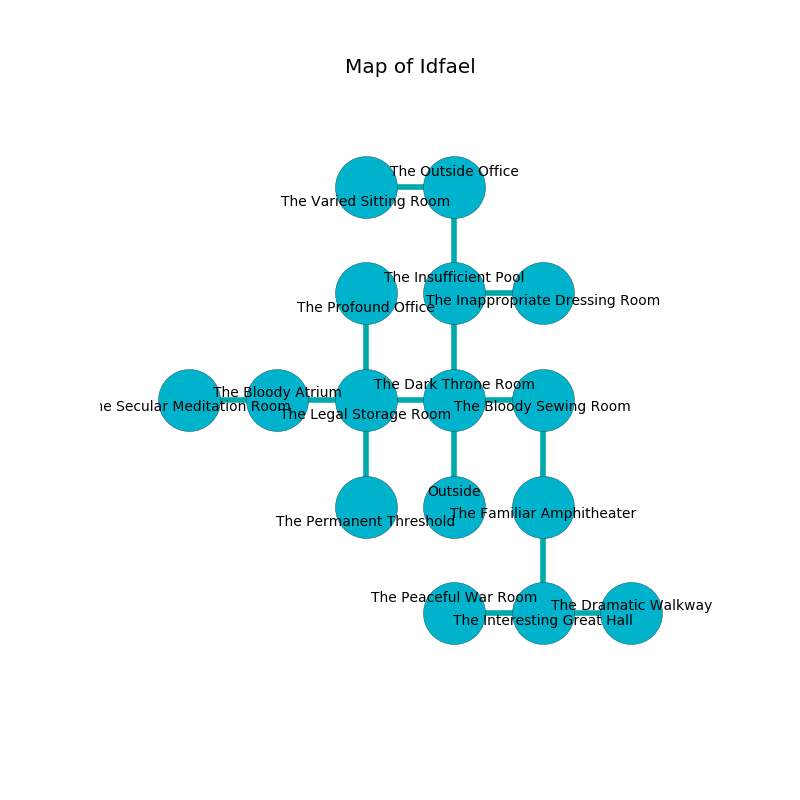 Map of Idfael
The Outside Office
The Varied Sitting Room
The Insufficient Pool
The Inappropriate Dressing Room
The Profound Office
The Dark Throne Room
The Bloody Atrium
The Secular Meditation Room
The Bloody Sewing Room
The Legal Storage Room
Outside
The Familiar Amphitheater
The Permanent Threshold
The Peaceful War Room
The Dramatic Walkway
The Interesting Great Hall